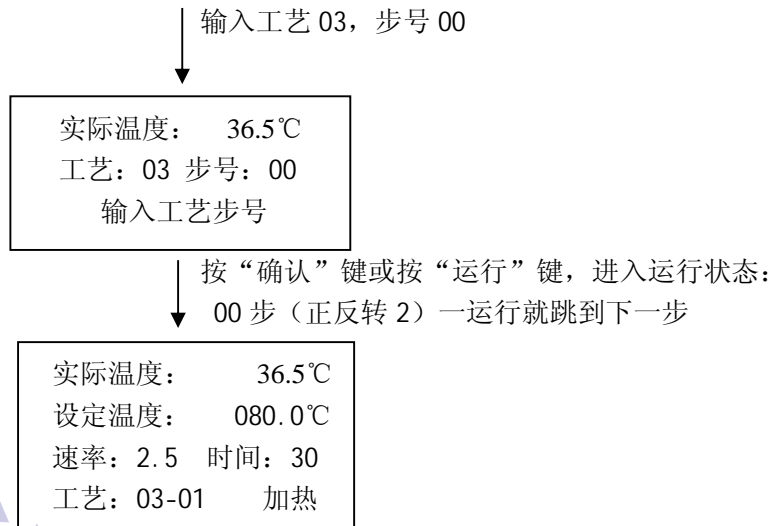 输入工艺 03，步号 00
实际温度： 36.5℃
工艺：03 步号：00
输入工艺步号
按“确认”键或按“运行”键，进入运行状态：
00 步（正反转 2）一运行就跳到下一步
实际温度： 36.5℃
设定温度： 080.0℃
速率：2.5 时间：30
工艺：03-01 加热